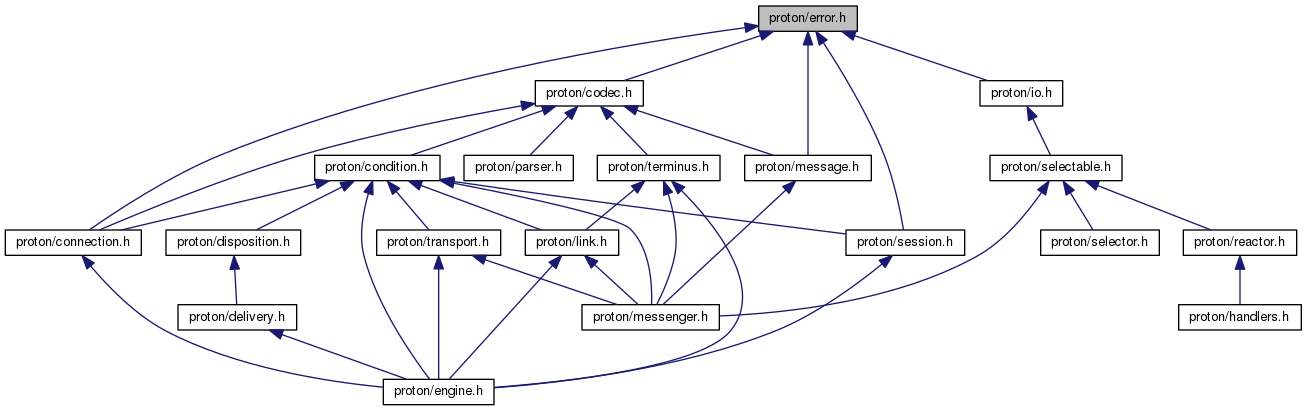 proton/error.h
proton/codec.h
proton/io.h
proton/condition.h
proton/parser.h
proton/terminus.h
proton/message.h
proton/selectable.h
proton/connection.h
proton/disposition.h
proton/transport.h
proton/link.h
proton/session.h
proton/selector.h
proton/reactor.h
proton/delivery.h
proton/messenger.h
proton/handlers.h
proton/engine.h